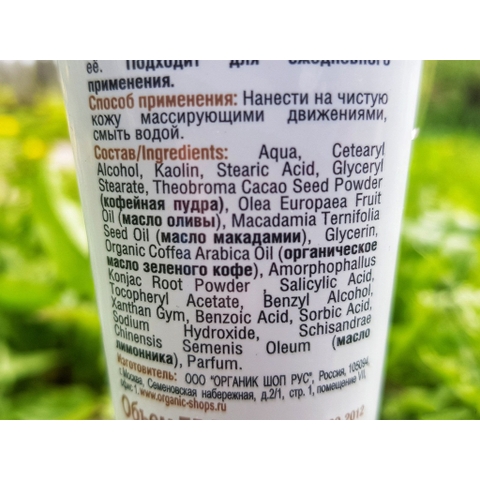 её. Подходит для ежедневного
применения.
Способ применения: Нанести на чистую
кожу массирующими движениями,
смыть водой.
Состав/Ingredients: Aqua, Cetearyl
Alcohol, Kaolin, Stearic Acid, Glyceryl
Stearate, Theobroma Cacao Seed Powder
(кофейная пудра), Olea Europaea Fruit
Oil (масло оливы), Macadamia Ternifolia
Seed Oil (масло макадамии), Glycerin,
Organic Coffea Arabica Oil (органическое
масло зеленого кофе), Amorphophallus
Konjac Root Powder Salicylic Acid,
Tocopheryl Acetate, Benzyl Alcohol,
Xanthan Gym, Benzoic Acid, Sorbic Acid,
Sodium Hydroxide, Schisandrae
Chinensis Semenis Oleum (масло
лимонника), Parfum.
Изготовитель: ООО "ОРГАНИК ШОП РУС", Россия, 105094,
г. Москва, Семеновская набережная, д.2/1, стр. 1, помещение VII,
офис 1. www.organic-shops.ru
Объем